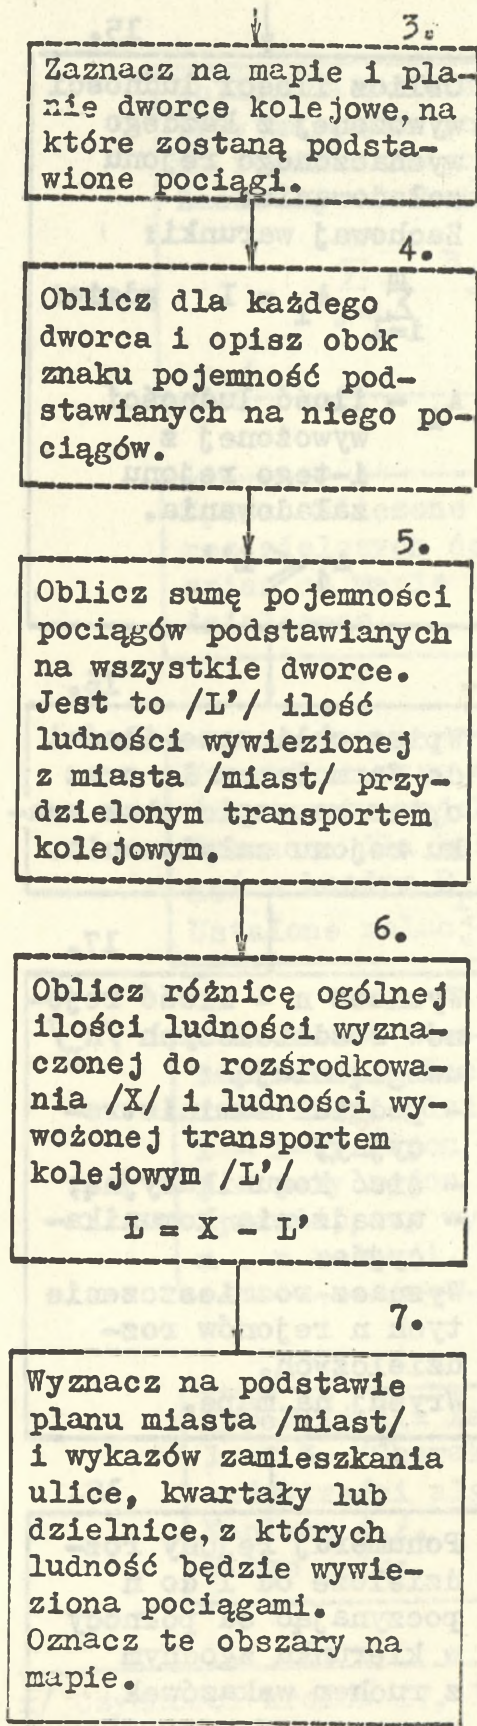 3.
Zaznacz na mapie i pla-
nie dworce kolejowe, na
które zostaną podsta-
wione pociągi.
4.
Oblicz dla każdego
dworca i opisz obok
znaku pojemność pod-
stawianych na niego po-
ciągów.
5.
Oblicz sumę pojemności
pociągów podstawianych
na wszystkie dworce.
Jest to /L’/ ilość
ludności wywiezionej
z miasta /miast/ przy-
dzielonym transportem
kolejowym.
6.
Oblicz różnicę ogólnej
ilości ludności wyzna-
czonej do rozśrodkowa-
nia /X/ i ludności wy-
wożonej transportem
kolejowym /L’/
L = X - L’
7.
Wyznacz na podstawie
planu miasta /miast/
i wykazów zamieszkania
ulice, kwartały lub
dzielnice, z których
ludność będzie wywie-
ziona pociągami.
Oznacz te obszary na
mapie.